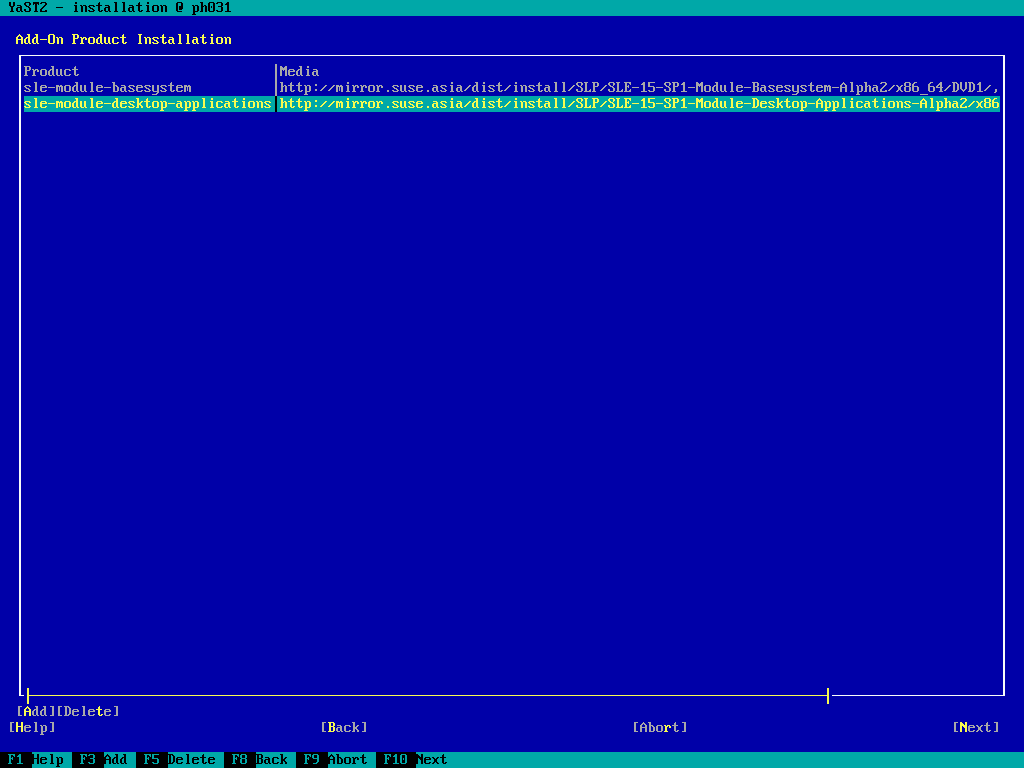 YaST2 - installation @ ph031
Add-On Product Installation
Product |Media
sle-module-basesystem |http://mirror.suse.asia/dist/install/SLP/SLE-15-SP1-Module-Basesystem-Alpha2/x86_64/DVD1/,
sle-module-desktop-applications|http://mirror.suse.asia/dist/install/SLP/SLE-15-SP1-Module-Desktop-Applications-Alpha2/x86
[Add][Delete]
[Help] [Back] [Abort] [Next]
F1 Help F3 Add F5 Delete F8 Back F9 Abort F10 Next